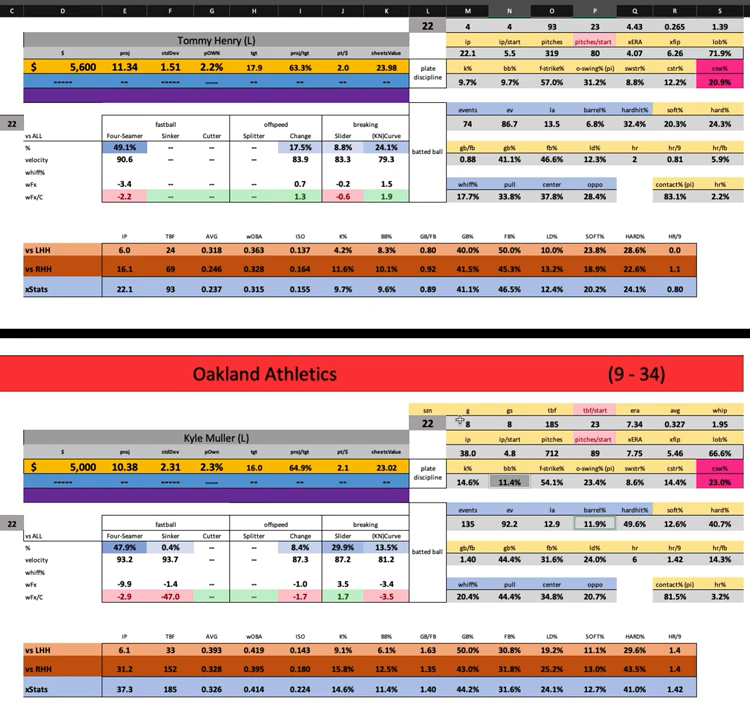 C D E F G H I J K L M N O P Q R S
22 4 4 93 23 4.43 0.265 1.39
Tommy Henry (L) ip ip/start pitches pitches/start xERA xfip lob%
$ proj stdDev pOWN tgt proj/tgt pt/$ sheetsValue 22.1 5.5 319 80 4.07 6.26 71.9%
$ 5,600 11.34 1.51 2.2% 17.9 63.3% 2.0 23.98 plate discipline k% bb% f-strike% o-swing% (pi) swstr% cstr% csw%
----- -- -- ---- -- -- -- ----- 9.7% 9.7% 57.0% 31.2% 8.8% 12.2% 20.9%
events ev la barrel% hardhit% soft% hard%
22 fastball offspeed breaking 74 86.7 13.5 6.8% 32.4% 20.3% 24.3%
vs ALL Four-Seamer Sinker Cutter Splitter Change Slider (KN)Curve
% 49.1% -- -- -- 17.5% 8.8% 24.1% batted ball gb/fb gb% fb% ld% hr hr/9 hr/fb
velocity 90.6 -- -- -- 83.9 83.3 79.3 0.88 41.1% 46.6% 12.3% 2 0.81 5.9%
whiff%
wFx -3.4 -- -- -- 0.7 -0.2 1.5 whiff% pull center oppo contact% (pi) hr%
wFx/C -2.2 -- -- -- 1.3 -0.6 1.9 17.7% 33.8% 37.8% 28.4% 83.1% 2.2%
IP TBF AVG wOBA ISO K% BB% GB/FB GB% FB% LD% SOFT% HARD% HR/9
vs LHH 6.0 24 0.318 0.363 0.137 4.2% 8.3% 0.80 40.0% 50.0% 10.0% 23.8% 28.6% 0.0
vs RHH 16.1 69 0.246 0.328 0.164 11.6% 10.1% 0.92 41.5% 45.3% 13.2% 18.9% 22.6% 1.1
xStats 22.1 93 0.237 0.315 0.155 9.7% 9.6% 0.89 41.1% 46.5% 12.4% 20.2% 24.1% 0.80
Oakland Athletics (9 - 34)
szn g gs tbf tbf/start era avg whip
22 8 8 185 23 7.34 0.327 1.95
Kyle Muller (L) ip ip/start pitches pitches/start xERA xfip lob%
$ proj stdDev pOwn tgt proj/tgt pt/$ sheetsValue 38.0 4.8 712 89 7.75 5.46 66.6%
$ 5,000 10.38 2.31 2.3% 16.0 64.9% 2.1 23.02 plate discipline k% bb% f-strike% o-swing% (pi) swstr% cstr% csw%
----- -- -- ---- -- -- -- ----- 14.6% 11.4% 54.1% 23.4% 8.6% 14.4% 23.0%
events ev la barrel% hardhit% soft% hard%
22 fastball offspeed breaking 135 92.2 12.9 11.9% 49.6% 12.6% 40.7%
vs ALL Four-Seamer Sinker Cutter Splitter Change Slider (KN)Curve
% 47.9% 0.4% -- -- 8.4% 29.9% 13.5% batted ball gb/fb gb% fb% ld% hr hr/9 hr/fb
velocity 93.2 93.7 -- -- 87.3 87.2 81.2 1.40 44.4% 31.6% 24.0% 6 1.42 14.3%
whiff%
wFx -9.9 -1.4 -- -- -1.0 3.5 -3.4 whiff% pull center oppo contact% (pi) hr%
wFx/C -2.9 -47.0 -- -- -1.7 1.7 -3.5 20.4% 44.4% 34.8% 20.7% 81.5% 3.2%
IP TBF AVG wOBA ISO K% BB% GB/FB GB% FB% LD% SOFT% HARD% HR/9
vs LHH 6.1 33 0.393 0.419 0.143 9.1% 6.1% 1.63 50.0% 30.8% 19.2% 11.1% 29.6% 1.4
vs RHH 31.2 152 0.328 0.395 0.180 15.8% 12.5% 1.35 43.0% 31.8% 25.2% 13.0% 43.5% 1.4
xStats 37.3 185 0.326 0.414 0.224 14.6% 11.4% 1.40 44.2% 31.6% 24.1% 12.7% 41.0% 1.42